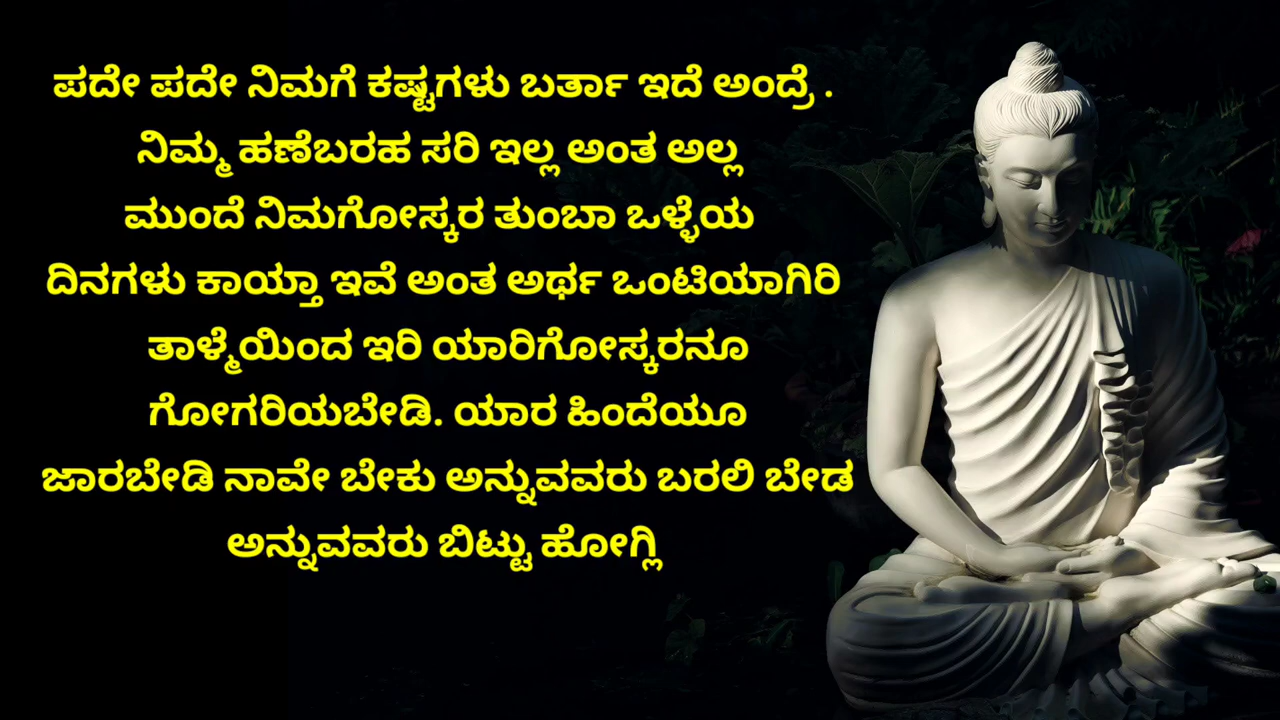 ಪದೇ ಪದೇ ನಿಮಗೆ ಕಷ್ಟಗಳು ಬರ್ತಾ ಇದೆ ಅಂದ್ರೆ .
ನಿಮ್ಮ ಹಣೆಬರಹ ಸರಿ ಇಲ್ಲ ಅಂತ ಅಲ್ಲ
ಮುಂದೆ ನಿಮಗೋಸ್ಕರ ತುಂಬಾ ಒಳ್ಳೆಯ
ದಿನಗಳು ಕಾಯ್ತಾ ಇವೆ ಅಂತ ಅರ್ಥ ಒಂಟಿಯಾಗಿರಿ
ತಾಳ್ಮೆಯಿಂದ ಇರಿ ಯಾರಿಗೋಸ್ಕರನೂ
ಗೋಗರಿಯಬೇಡಿ. ಯಾರ ಹಿಂದೆಯೂ
ಜಾರಬೇಡಿ ನಾವೇ ಬೇಕು ಅನ್ನುವವರು ಬರಲಿ ಬೇಡ
ಅನ್ನುವವರು ಬಿಟ್ಟು ಹೋಗ್ಲಿ